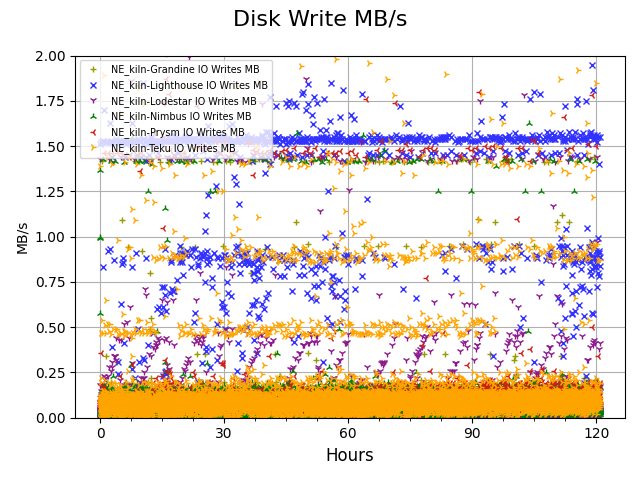 Disk Write MB/s
2.00
1.75
1.50
1.25
1.00
0.75
0.50
0.25
0.00
MB/s
NE_kiln-Grandine IO Writes MB
NE_kiln-Lighthouse IO Writes MB
NE_kiln-Lodestar IO Writes MB
NE_kiln-Nimbus IO Writes MB
NE_kiln-Prysm IO Writes MB
NE_kiln-Teku IO Writes MB
0 30 60 90 120
Hours